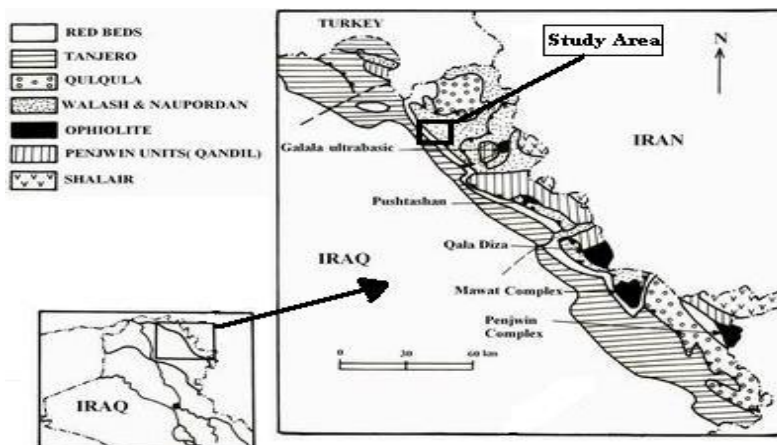 RED BEDS
TANJERO
QULQULA
WALASH & NAUPORDAN
OPHIOLITE
PENJWIN UNITS( QANDIL)
SHALAIR
TURKEY
Study Area
N
IRAN
Galala ultrabasic
Pushtashan
Qala Diza
IRAQ
Mawat Complex
Penjwin
Complex
0 30 60 km
IRAQ